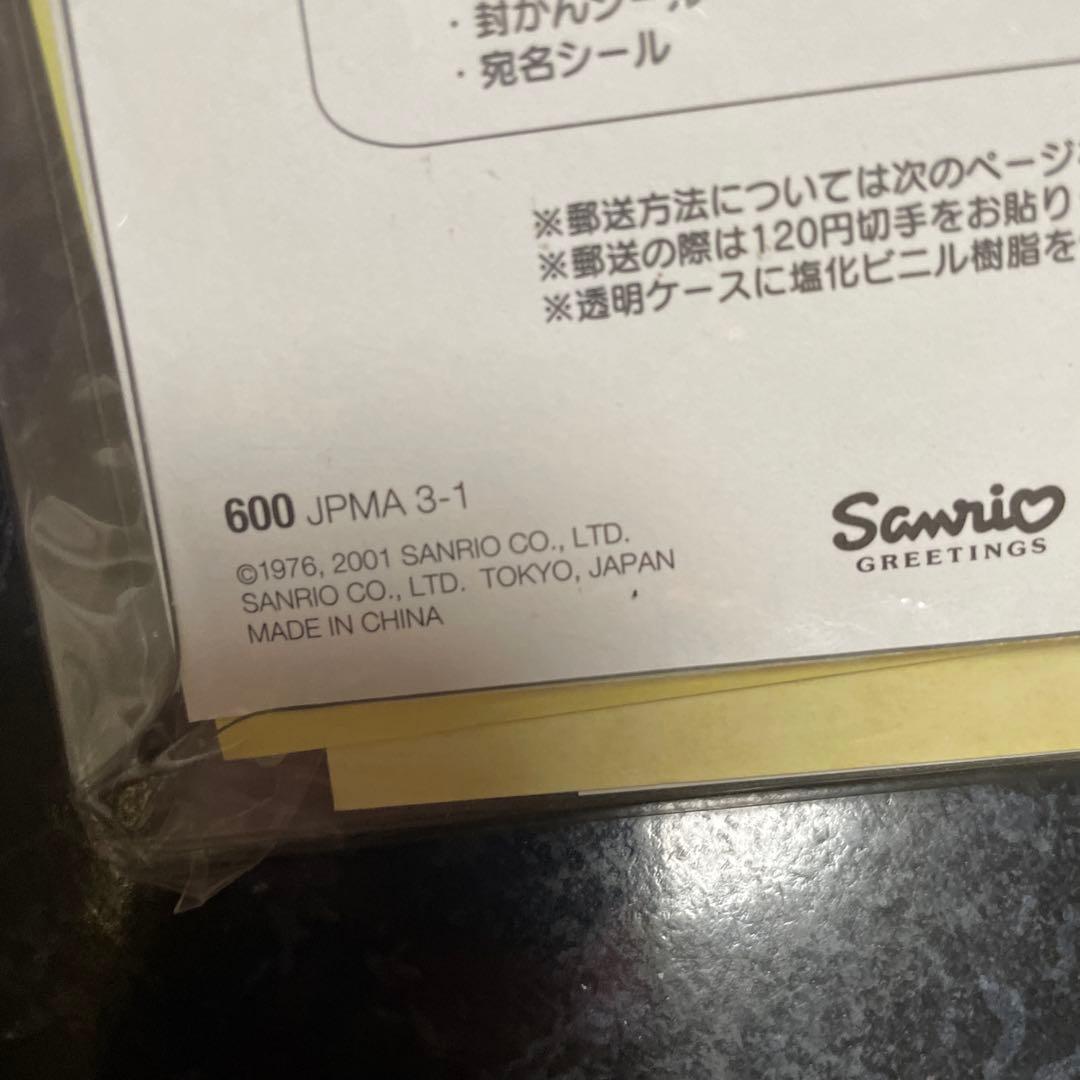 ・封かんシール
・宛名シール
※郵送方法については次のページ
※郵送の際は120円切手をお貼り
※透明ケースに塩化ビニル樹脂を
600 JPMA 3-1
©1976, 2001 SANRIO CO., LTD.
SANRIO CO., LTD. TOKYO, JAPAN
MADE IN CHINA
Sanrio
GREETINGS